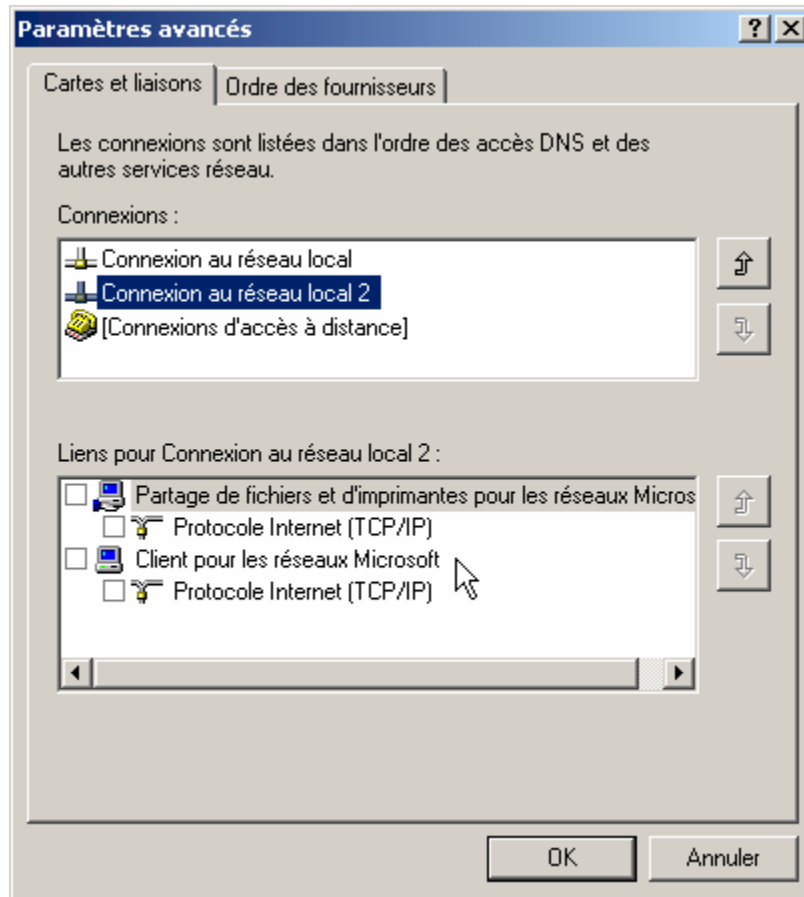 Paramètres avancés
Cartes et liaisons
Ordre des fournisseurs
Les connexions sont listées dans l'ordre des accès DNS et des
autres services réseau.
Connexions :
Connexion au réseau local
Connexion au réseau local 2
[Connexions d'accès à distance]
Liens pour Connexion au réseau local 2 :
Partage de fichiers et d'imprimantes pour les réseaux Micros
Protocole Internet (TCP/IP)
Client pour les réseaux Microsoft
Protocole Internet (TCP/IP)
OK
Annuler